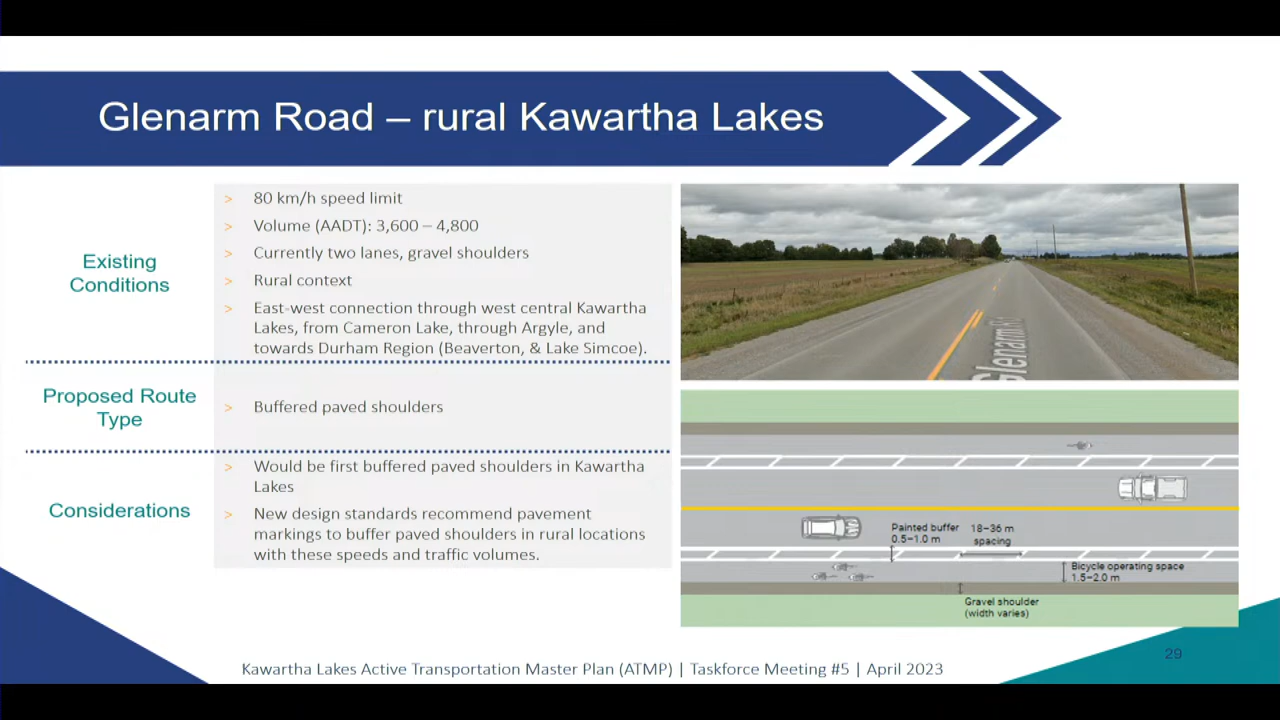 Glenarm Road – rural Kawartha Lakes
Existing
Conditions
> 80 km/h speed limit
> Volume (AADT): 3,600 – 4,800
> Currently two lanes, gravel shoulders
> Rural context
> East-west connection through west central Kawartha
Lakes, from Cameron Lake, through Argyle, and
towards Durham Region (Beaverton, & Lake Simcoe).
Proposed Route
Type
> Buffered paved shoulders
Considerations
> Would be first buffered paved shoulders in Kawartha
Lakes
> New design standards recommend pavement
markings to buffer paved shoulders in rural locations
with these speeds and traffic volumes.
Glenarm Rd
Painted buffer
0.5–1.0 m
18–36 m
spacing
Bicycle operating space
1.5–2.0 m
Gravel shoulder
(width varies)
Kawartha Lakes Active Transportation Master Plan (ATMP) | Taskforce Meeting #5 | April 2023
29